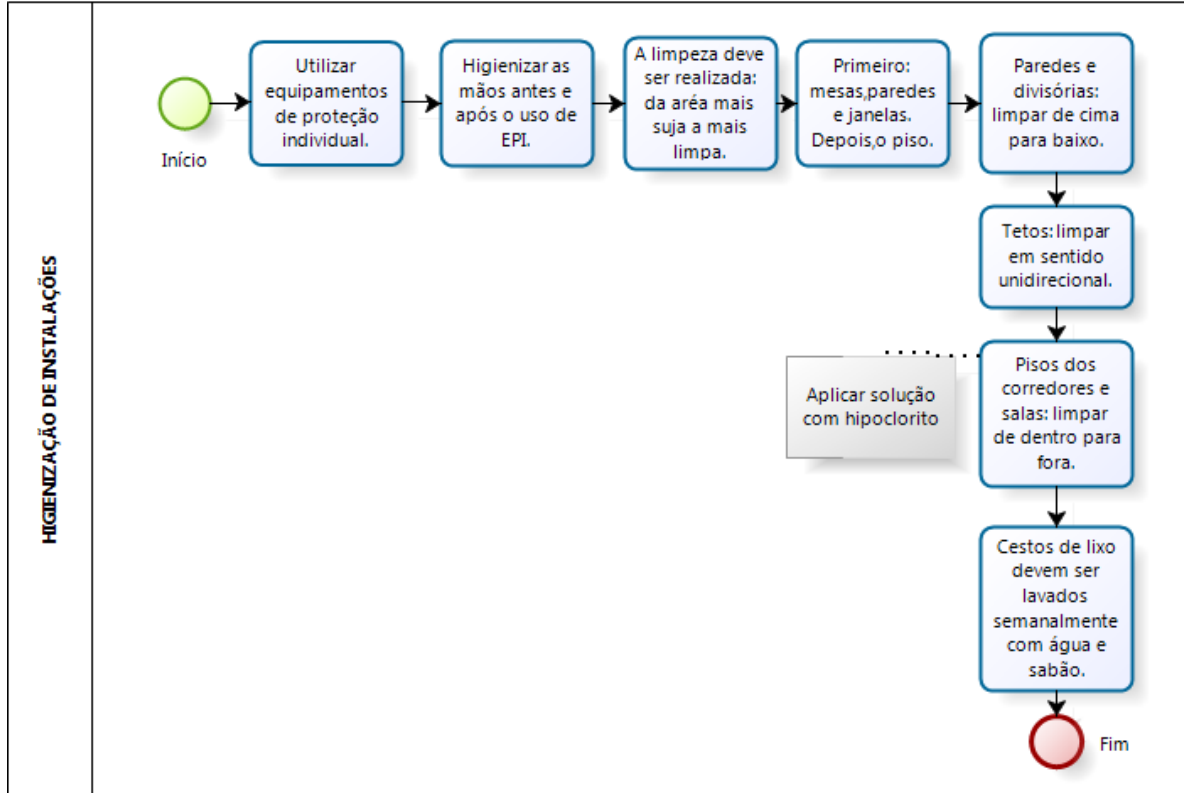 HIGIENIZAÇÃO DE INSTALAÇÕES
Início
Utilizar
equipamentos
de proteção
individual.
Higienizar as
mãos antes e
após o uso de
EPI.
A limpeza deve
ser realizada:
da aréa mais
suja a mais
limpa.
Primeiro:
mesas,paredes
e janelas.
Depois,o piso.
Paredes e
divisórias:
limpar de cima
para baixo.
Tetos: limpar
em sentido
unidirecional.
Aplicar solução
com hipoclorito
Pisos dos
corredores e
salas: limpar
de dentro para
fora.
Cestos de lixo
devem ser
lavados
semanalmente
com água e
sabão.
Fim